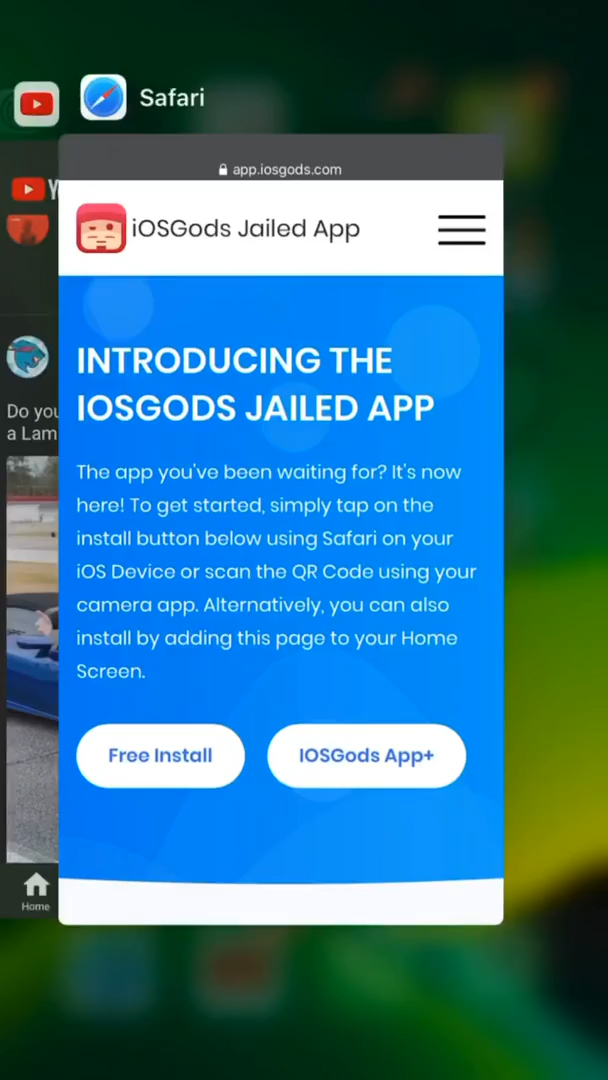 Safari
app.iosgods.com
iOSGods Jailed App
INTRODUCING THE
IOSGODS JAILED APP
The app you've been waiting for? It's now
here! To get started, simply tap on the
install button below using Safari on your
iOS Device or scan the QR Code using your
camera app. Alternatively, you can also
install by adding this page to your Home
Screen.
Free Install
IOSGods App+
Do you
a Lam
Home